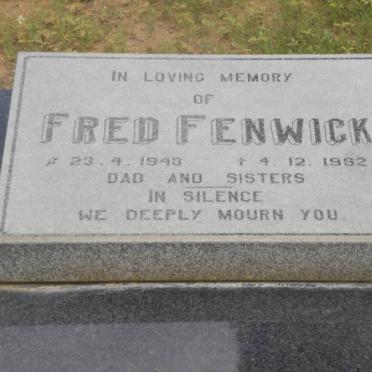 IN LOVING MEMORY
OF
FRED FENWICK
* 23.4.1943 † 4.12.1982
DAD AND SISTERS
IN SILENCE
WE DEEPLY MOURN YOU.